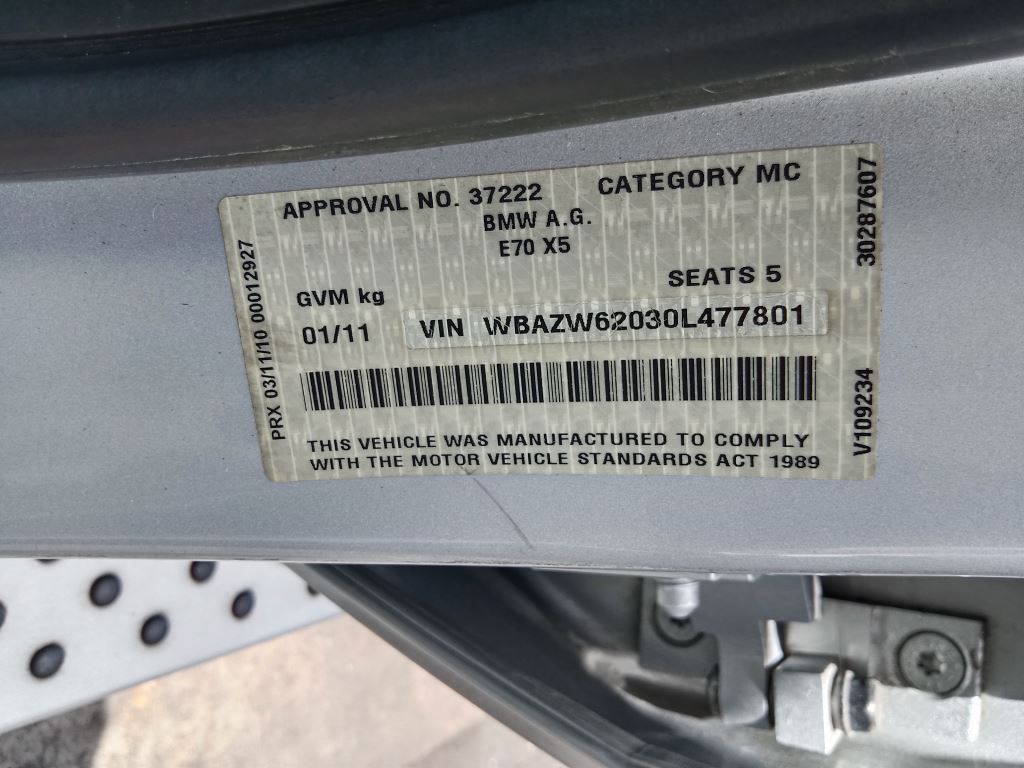 APPROVAL NO. 37222 CATEGORY MC
BMW A.G.
E70 X5
SEATS 5
GVM kg
01/11 VIN WBAZW62030L477801
THIS VEHICLE WAS MANUFACTURED TO COMPLY
WITH THE MOTOR VEHICLE STANDARDS ACT 1989
PRX 03/11/10 00012927
30287607
V109234